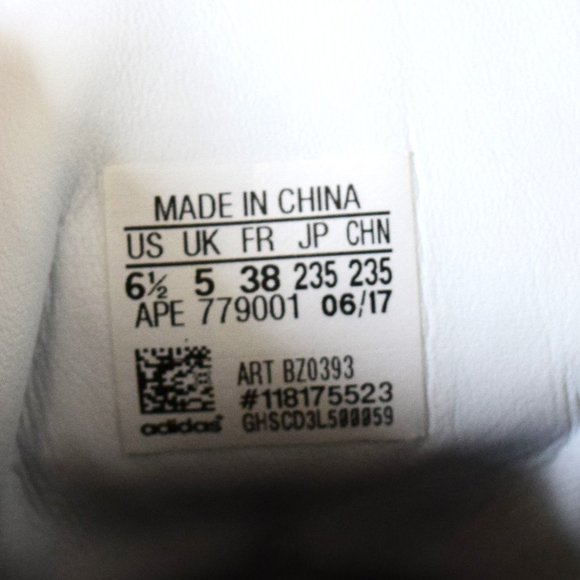 MADE IN CHINA
US UK FR JP CHN
6½ 5 38 235 235
APE 779001 06/17
ART BZ0393
#118175523
GHSCD3L500059
adidas